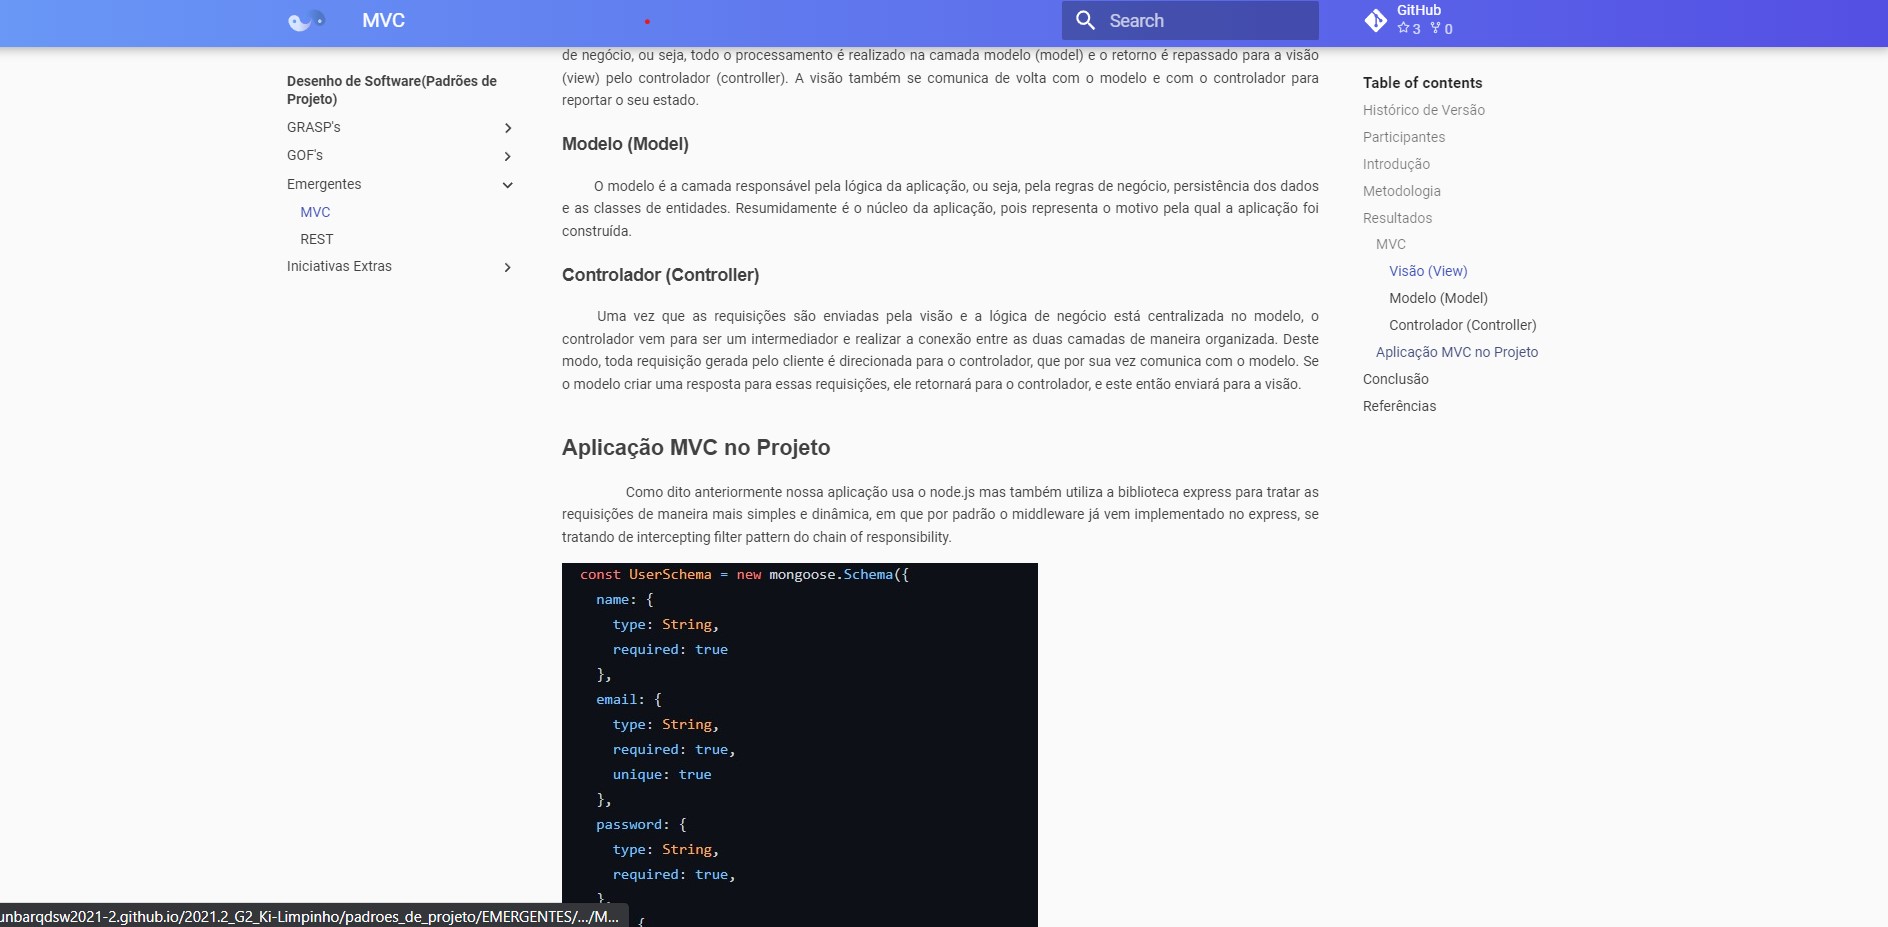 MVC
Search
GitHub
3 0
Desenho de Software(Padrões de
Projeto)
GRASP's
GOF's
Emergentes
MVC
REST
Iniciativas Extras
de negócio, ou seja, todo o processamento é realizado na camada modelo (model) e o retorno é repassado para a visão
(view) pelo controlador (controller). A visão também se comunica de volta com o modelo e com o controlador para
reportar o seu estado.
Modelo (Model)
O modelo é a camada responsável pela lógica da aplicação, ou seja, pela regras de negócio, persistência dos dados
e as classes de entidades. Resumidamente é o núcleo da aplicação, pois representa o motivo pela qual a aplicação foi
construída.
Controlador (Controller)
Uma vez que as requisições são enviadas pela visão e a lógica de negócio está centralizada no modelo, o
controlador vem para ser um intermediador e realizar a conexão entre as duas camadas de maneira organizada. Deste
modo, toda requisição gerada pelo cliente é direcionada para o controlador, que por sua vez comunica com o modelo. Se
o modelo criar uma resposta para essas requisições, ele retornará para o controlador, e este então enviará para a visão.
Aplicação MVC no Projeto
Como dito anteriormente nossa aplicação usa o node.js mas também utiliza a biblioteca express para tratar as
requisições de maneira mais simples e dinâmica, em que por padrão o middleware já vem implementado no express, se
tratando de intercepting filter pattern do chain of responsibility.
const UserSchema = new mongoose.Schema({
name: {
type: String,
required: true
},
email: {
type: String,
required: true,
unique: true
},
password: {
type: String,
required: true,
},
{
Table of contents
Histórico de Versão
Participantes
Introdução
Metodologia
Resultados
MVC
Visão (View)
Modelo (Model)
Controlador (Controller)
Aplicação MVC no Projeto
Conclusão
Referências
unbarqdsw2021-2.github.io/2021.2_G2_Ki-Limpinho/padroes_de_projeto/EMERGENTES/.../M...